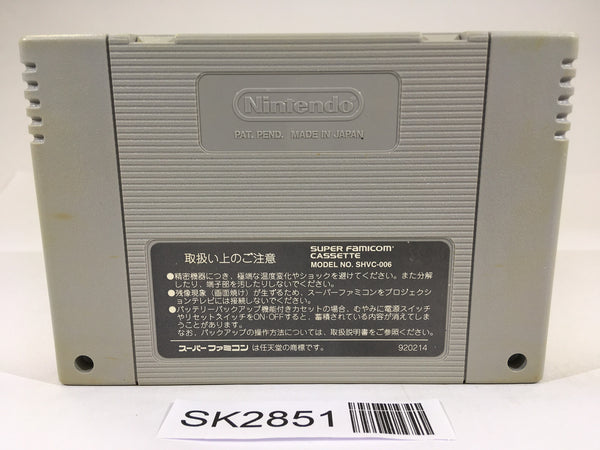 Nintendo
PAT. PEND. MADE IN JAPAN
取扱い上のご注意
SUPER FAMICOM
CASSETTE
MODEL NO. SHVC-006
●精密機器につき、極端な温度変化やショックを避けてください。また分解
したり、端子部を汚したりしないでください。
●残像現象（画面焼け）が生ずるため、スーパーファミコンをプロジェクシ
ョンテレビには接続しないでください。
●バッテリーバックアップ機能付きカセットの場合、むやみに電源スイッチ
やリセットスイッチをON・OFFすると、蓄積されている内容が消えてしま
うことがあります。
なお、バックアップの操作方法については、取扱説明書をご参照ください。
スーパーファミコンは任天堂の商標です。
920214
SK2851